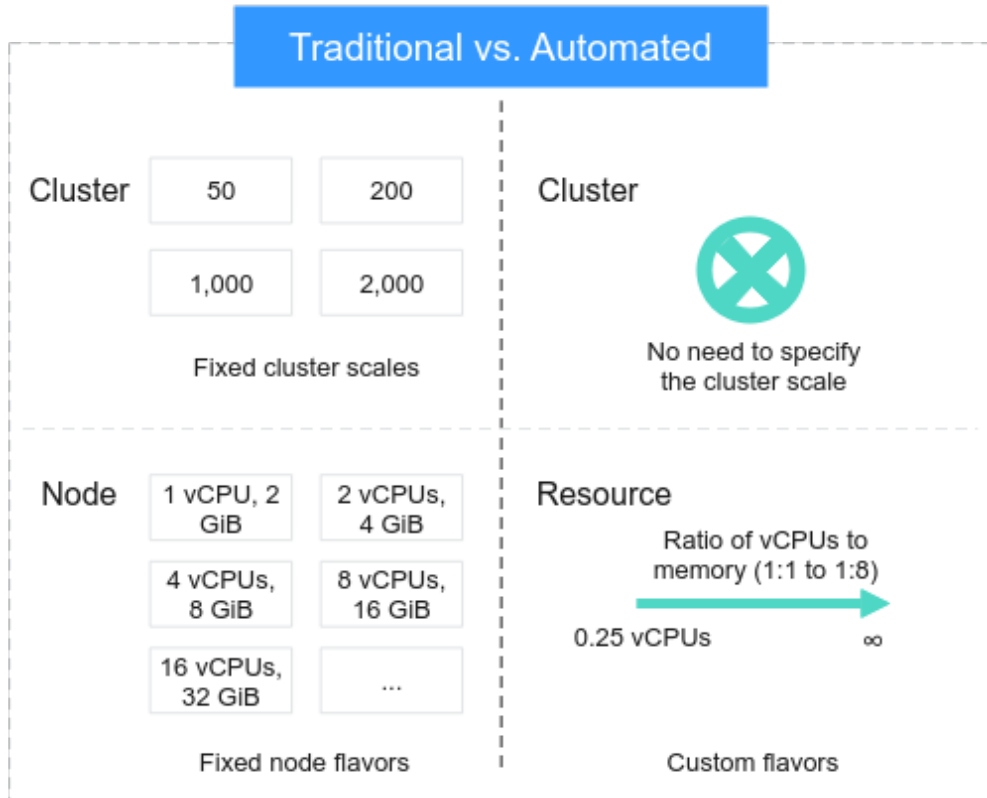 Traditional vs. Automated
Cluster
50
200
1,000
2,000
Fixed cluster scales
Cluster
No need to specify
the cluster scale
Node
1 vCPU, 2
GiB
2 vCPUs,
4 GiB
4 vCPUs,
8 GiB
8 vCPUs,
16 GiB
16 vCPUs,
32 GiB
...
Fixed node flavors
Resource
Ratio of vCPUs to
memory (1:1 to 1:8)
0.25 vCPUs
∞
Custom flavors